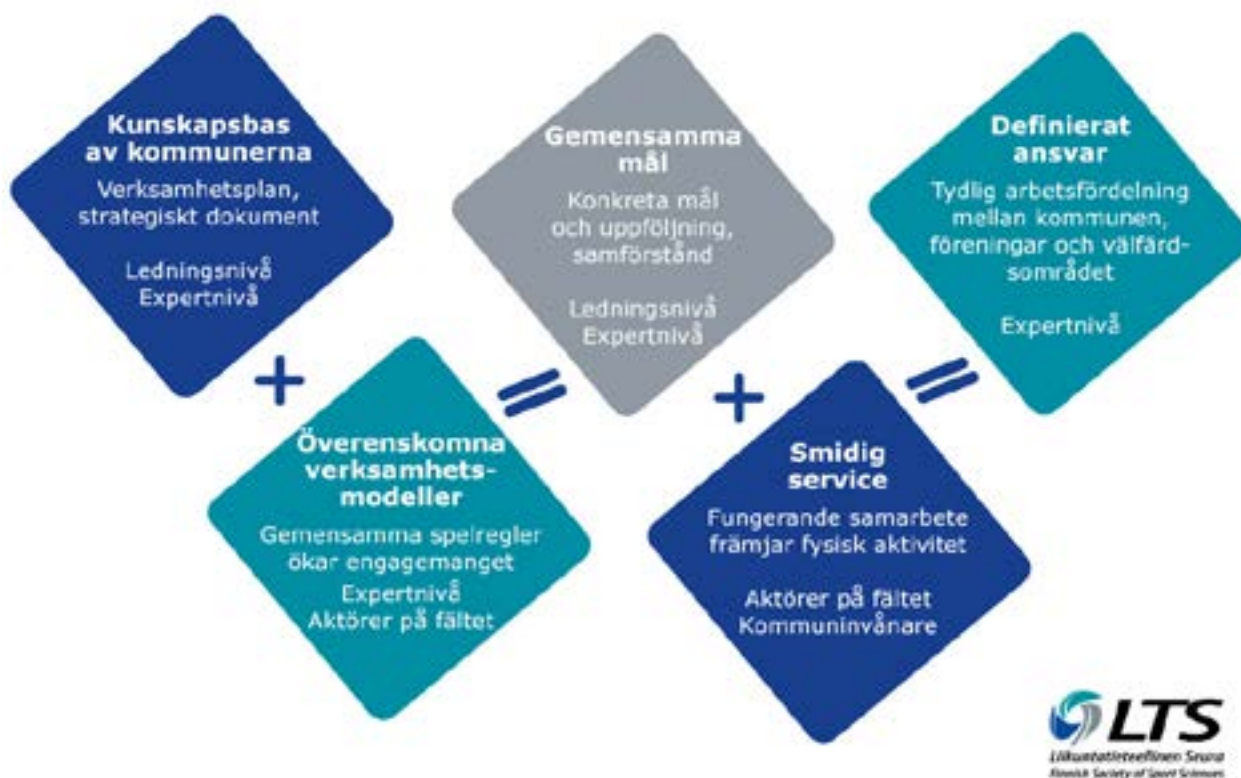 Kunskapsbas
av kommunerna
Verksamhetsplan,
strategiskt dokument
Ledningsnivå
Expertnivå
+
Överenskomna
verksamhets-
modeller
Gemensamma spelregler
ökar engagemanget
Expertnivå
Aktörer på fältet
=
Gemensamma
mål
Konkreta mål
och uppföljning,
samförstånd
Ledningsnivå
Expertnivå
+
Smidig
service
Fungerande samarbete
främjar fysisk aktivitet
Aktörer på fältet
Kommuninvånare
=
Definierat
ansvar
Tydlig arbetsfördelning
mellan kommunen,
föreningar och välfärd-
sområdet
Expertnivå
LTS
Liikuntatieteellinen Seura
Finnish Society of Sport Sciences